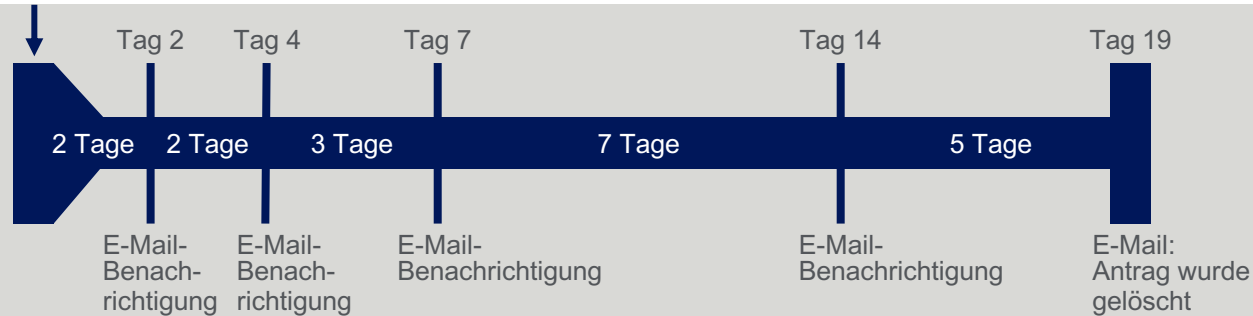 Tag 2 Tag 4 Tag 7 Tag 14 Tag 19
2 Tage 2 Tage 3 Tage 7 Tage 5 Tage
E-Mail-
Benach-
richtigung
E-Mail-
Benach-
richtigung
E-Mail-
Benachrichtigung
E-Mail-
Benachrichtigung
E-Mail:
Antrag wurde
gelöscht